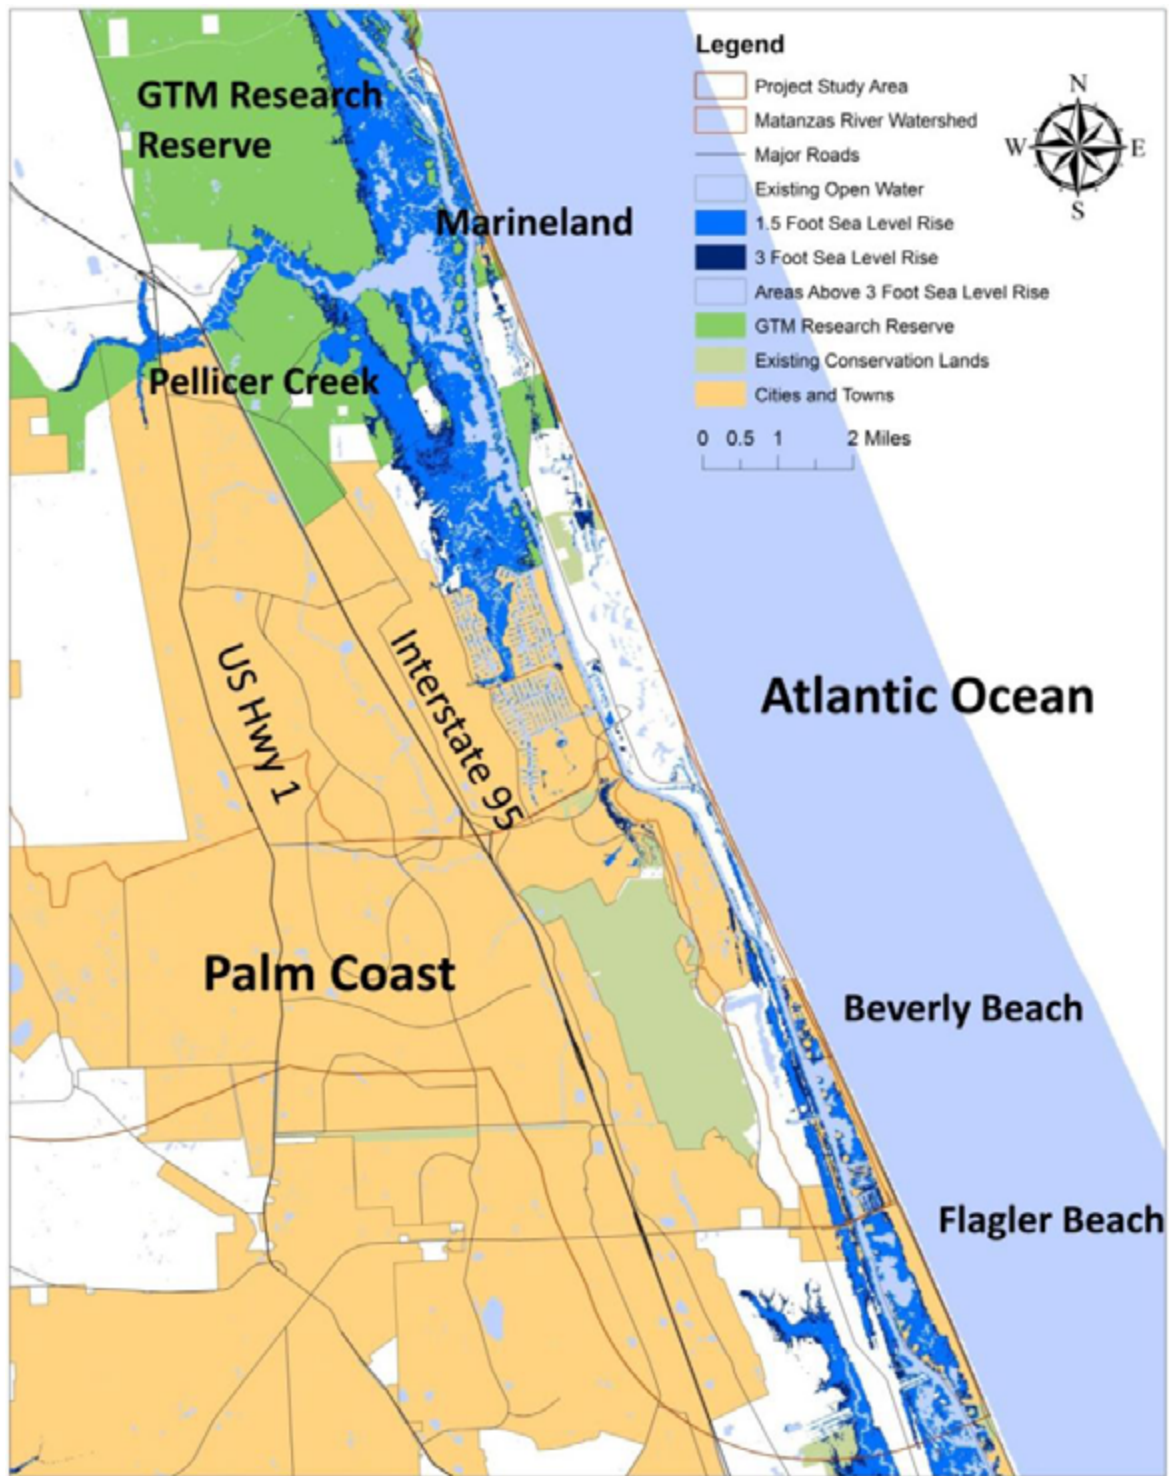 GTM Research
Reserve
Marineland
Pellicer Creek
Legend
Project Study Area
Matanzas River Watershed
Major Roads
Existing Open Water
1.5 Foot Sea Level Rise
3 Foot Sea Level Rise
Areas Above 3 Foot Sea Level Rise
GTM Research Reserve
Existing Conservation Lands
Cities and Towns
0 0.5 1 2 Miles
N
W E
S
US Hwy 1
Interstate 95
Atlantic Ocean
Palm Coast
Beverly Beach
Flagler Beach